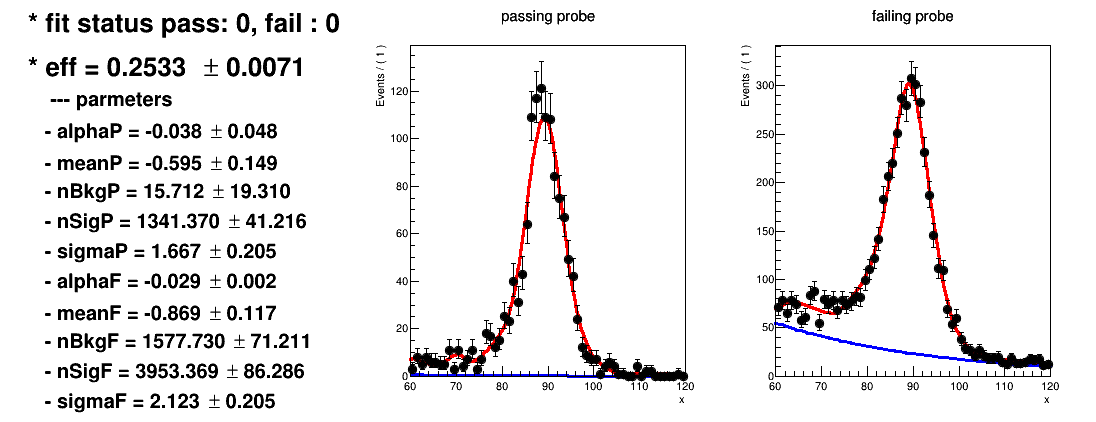 * fit status pass: 0, fail : 0
* eff = 0.2533 ± 0.0071
--- parmeters
- alphaP = -0.038 ± 0.048
- meanP = -0.595 ± 0.149
- nBkgP = 15.712 ± 19.310
- nSigP = 1341.370 ± 41.216
- sigmaP = 1.667 ± 0.205
- alphaF = -0.029 ± 0.002
- meanF = -0.869 ± 0.117
- nBkgF = 1577.730 ± 71.211
- nSigF = 3953.369 ± 86.286
- sigmaF = 2.123 ± 0.205
passing probe
Events / ( 1 )
120
100
80
60
40
20
0
60 70 80 90 100 110 120
x
failing probe
Events / ( 1 )
300
250
200
150
100
50
0
60 70 80 90 100 110 120
x